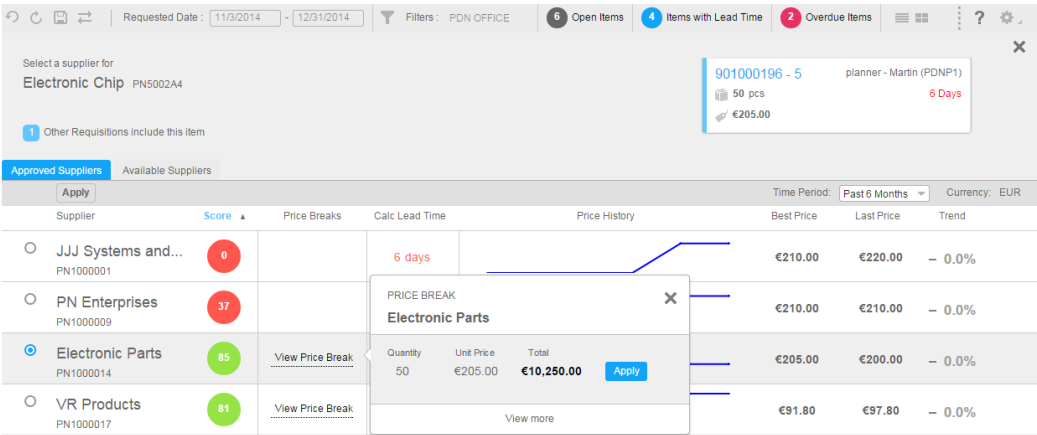 Requested Date : 11/3/2014 - 12/31/2014 Filters : PDN OFFICE 6 Open Items 4 Items with Lead Time 2 Overdue Items ?
Select a supplier for
Electronic Chip PN5002A4
901000196 - 5 planner - Martin (PDNP1)
50 pcs 6 Days
€205.00
1 Other Requisitions include this item
Approved Suppliers Available Suppliers
Apply Time Period: Past 6 Months Currency: EUR
Supplier Score Price Breaks Calc Lead Time Price History Best Price Last Price Trend
JJJ Systems and... 0 6 days €210.00 €220.00 – 0.0%
PN1000001
PN Enterprises 37 €210.00 €210.00 – 0.0%
PN1000009
Electronic Parts 85 View Price Break €205.00 €200.00 – 0.0%
PN1000014
VR Products 81 View Price Break €91.80 €97.80 – 0.0%
PN1000017
PRICE BREAK
Electronic Parts
Quantity Unit Price Total
50 €205.00 €10,250.00 Apply
View more